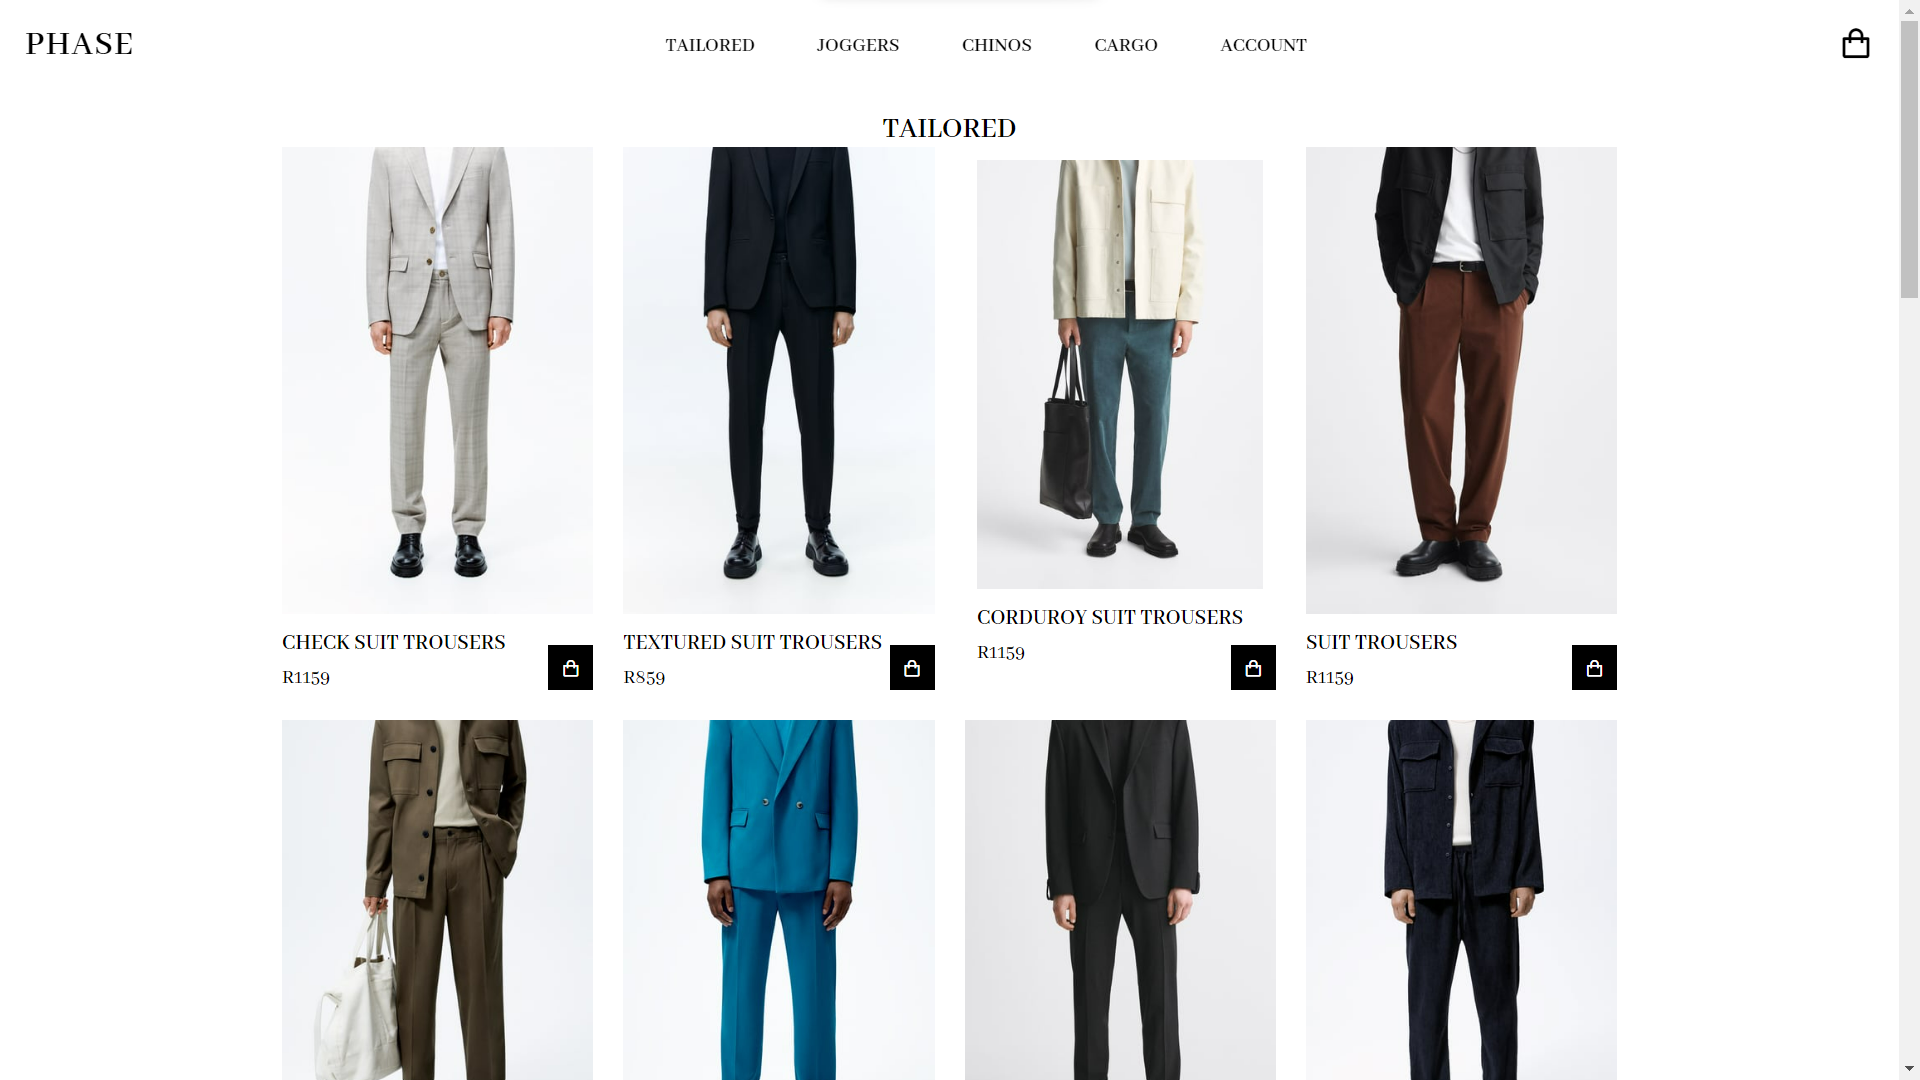 PHASE
TAILORED
JOGGERS
CHINOS
CARGO
ACCOUNT
TAILORED
CHECK SUIT TROUSERS
R1159
TEXTURED SUIT TROUSERS
R859
CORDUROY SUIT TROUSERS
R1159
SUIT TROUSERS
R1159